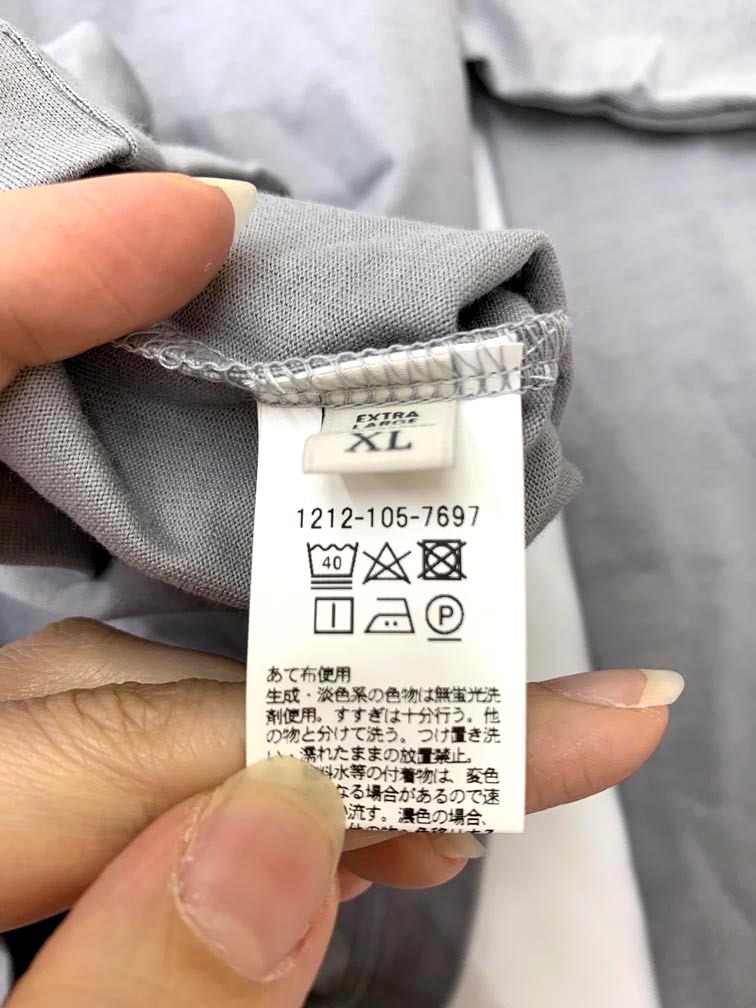 EXTRA
LARGE
XL
1212-105-7697
40
P
あて布使用
生成・淡色系の色物は無蛍光洗
剤使用。すすぎは十分行う。他
の物と分けて洗う。つけ置き洗
い・濡れたままの放置禁止。
料水等の付着物は、変色
なる場合があるので速
い流す。濃色の場合、